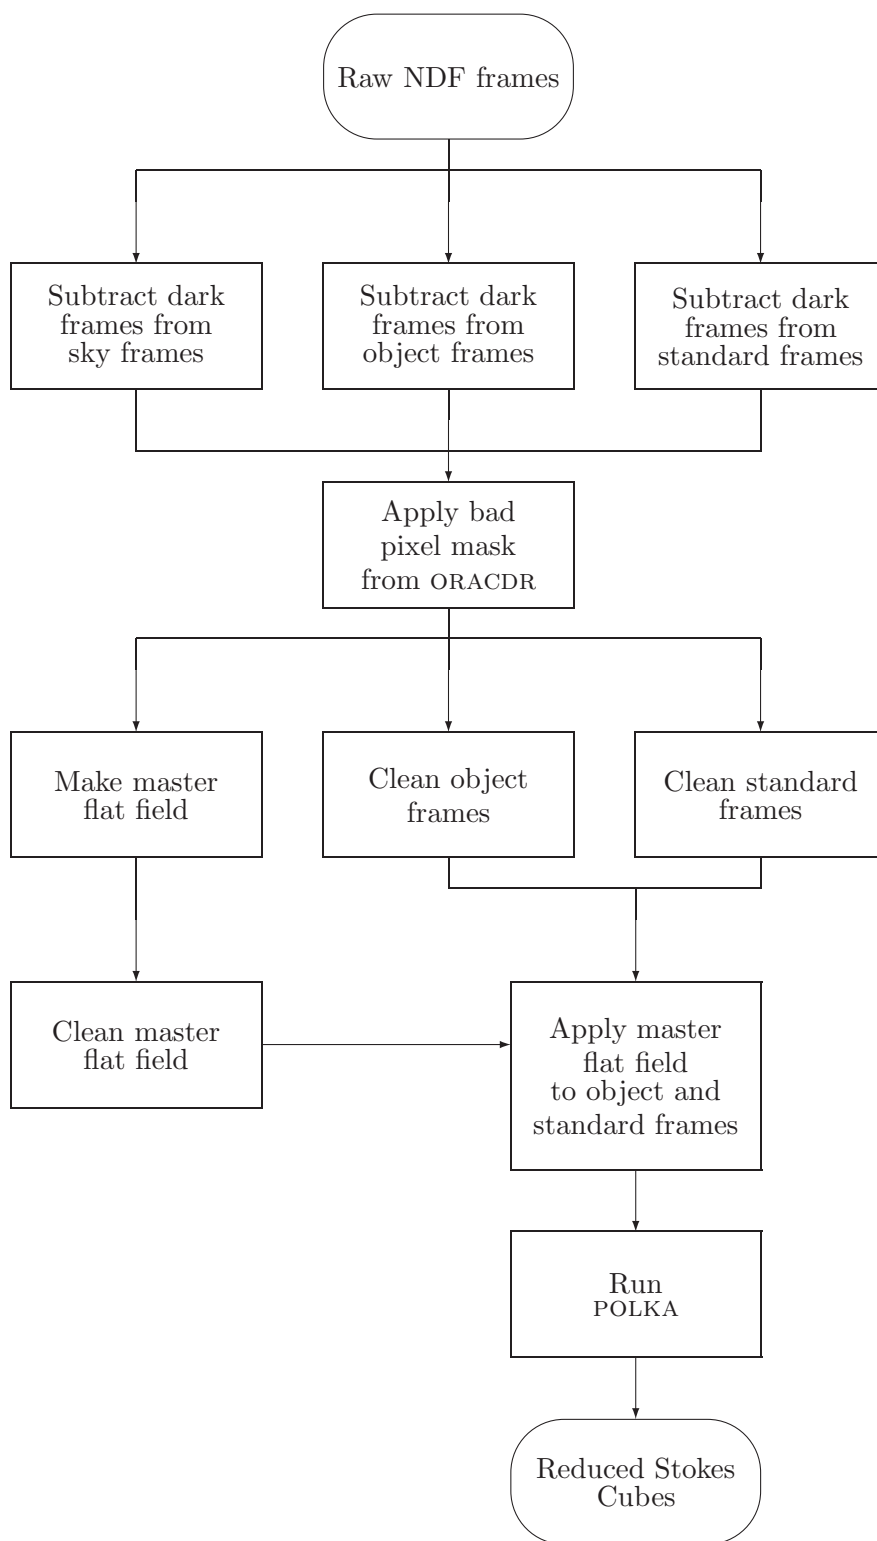 Raw NDF frames
Subtract dark
frames from
sky frames
Subtract dark
frames from
object frames
Subtract dark
frames from
standard frames
Apply bad
pixel mask
from ORACDR
Make master
flat field
Clean object
frames
Clean standard
frames
Clean master
flat field
Apply master
flat field
to object and
standard frames
Run
POLKA
Reduced Stokes
Cubes